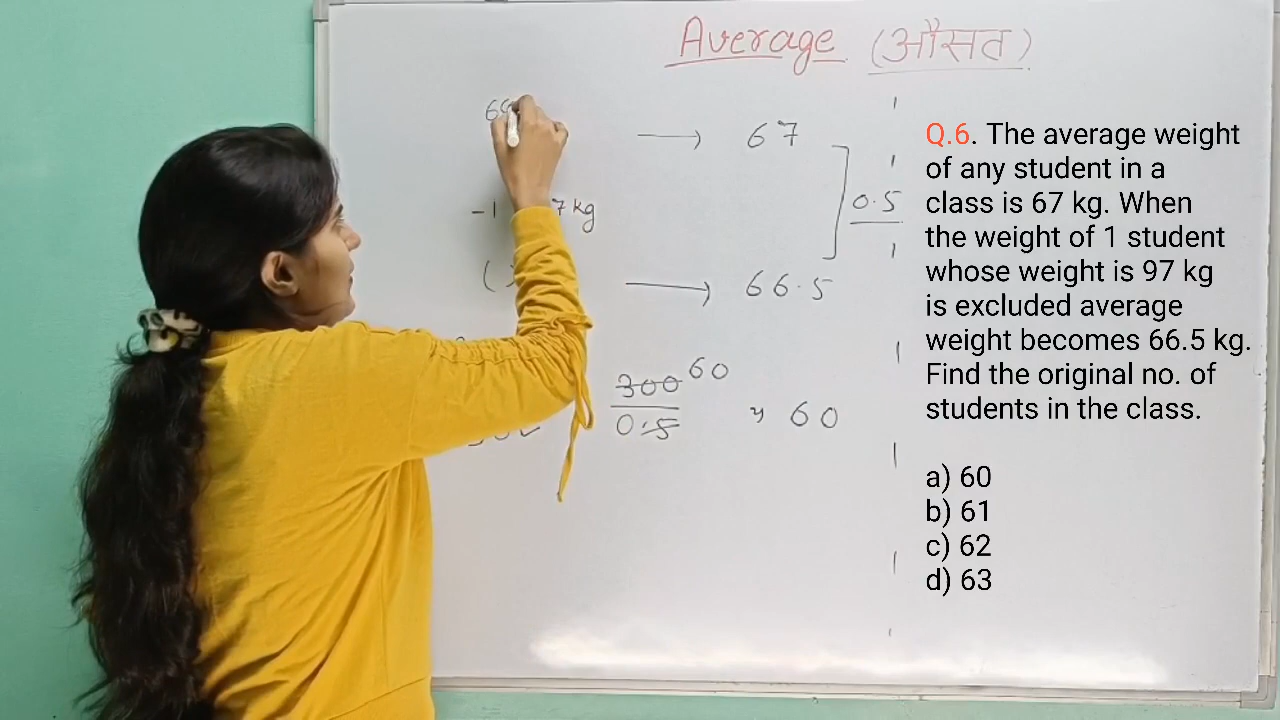 Average (औसत)
67
7 kg
0.5
66.5
300 60
0.5
60
Q.6. The average weight
of any student in a
class is 67 kg. When
the weight of 1 student
whose weight is 97 kg
is excluded average
weight becomes 66.5 kg.
Find the original no. of
students in the class.
a) 60
b) 61
c) 62
d) 63